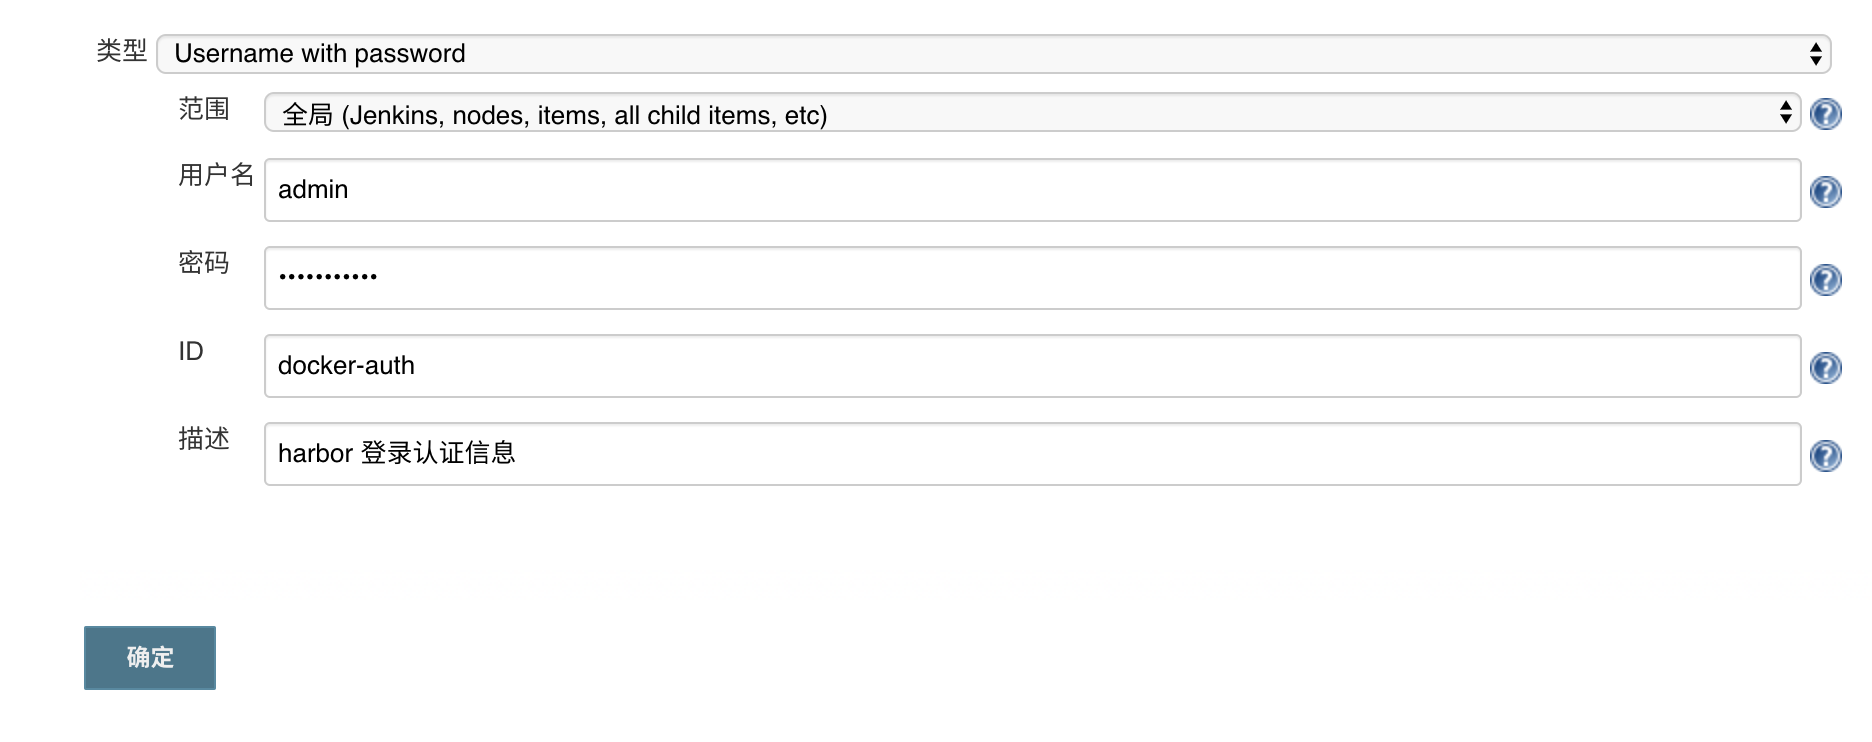 类型 Username with password
范围 全局 (Jenkins, nodes, items, all child items, etc)
用户名 admin
密码 •••••••••••
ID docker-auth
描述 harbor 登录认证信息
确定